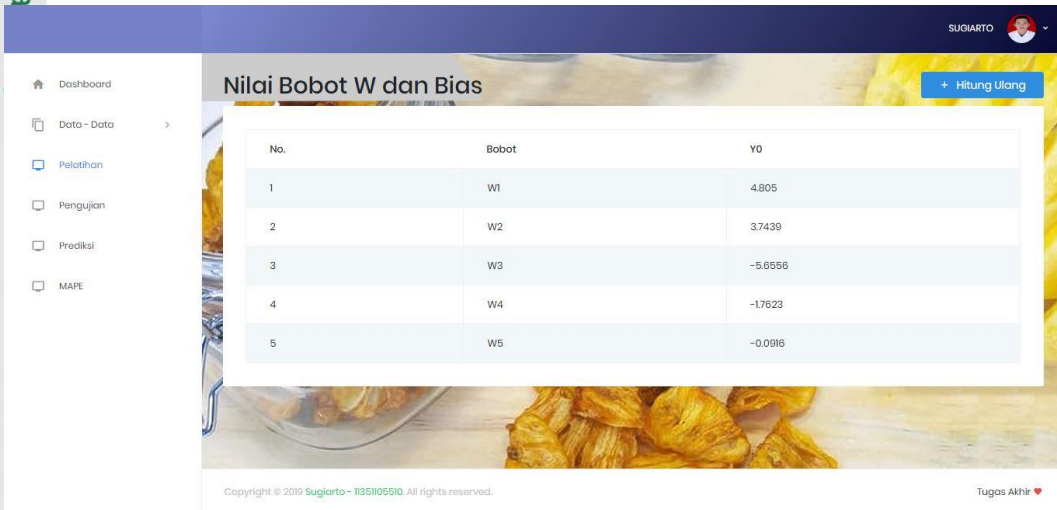 SUGIARTO
Dashboard
Data - Data
Pelatihan
Pengujian
Prediksi
MAPE
Nilai Bobot W dan Bias
+ Hitung Ulang
No. Bobot Y0
1 W1 4.805
2 W2 3.7439
3 W3 -5.6556
4 W4 -1.7623
5 W5 -0.0916
Copyright © 2019 Sugiarto - 11351105510. All rights reserved.
Tugas Akhir ♥